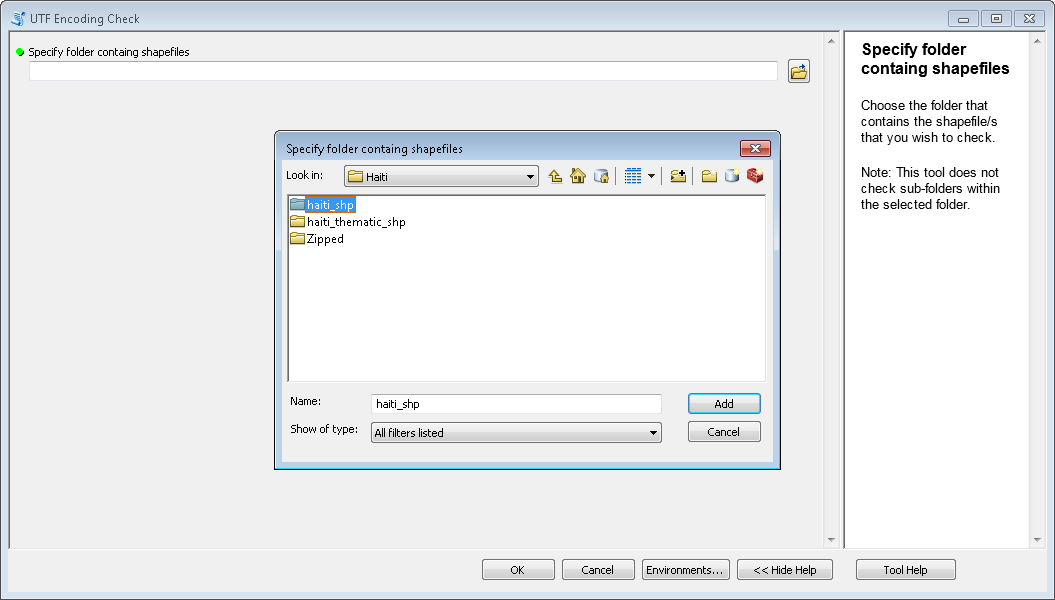 UTF Encoding Check
Specify folder containg shapefiles
Specify folder containg shapefiles
Look in:
Haiti
haiti_shp
haiti_thematic_shp
Zipped
Name:
haiti_shp
Add
Show of type:
All filters listed
Cancel
OK
Cancel
Environments...
<< Hide Help
Specify folder
containg shapefiles
Choose the folder that
contains the shapefile/s
that you wish to check.
Note: This tool does not
check sub-folders within
the selected folder.
Tool Help